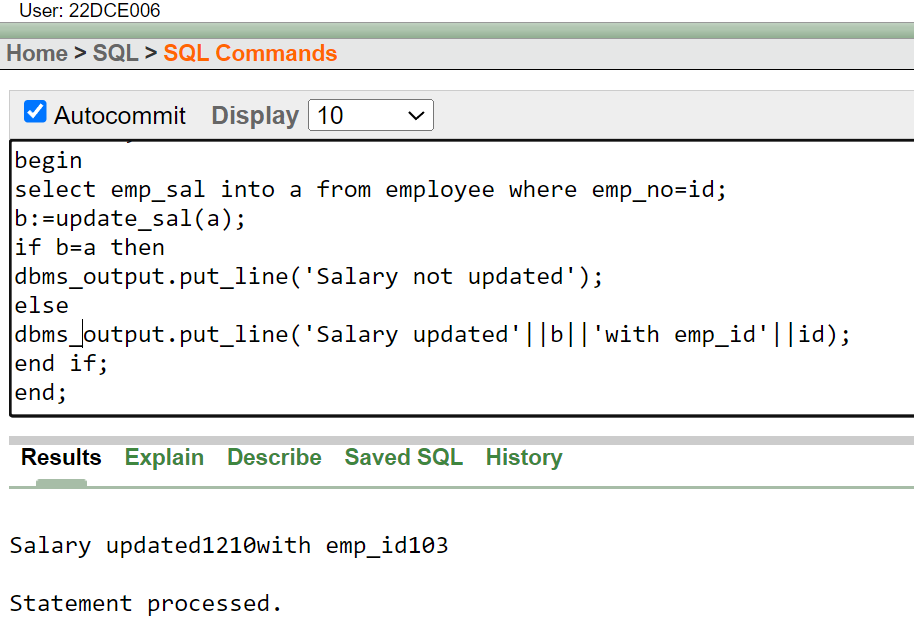 User: 22DCE006
Home > SQL > SQL Commands
Autocommit Display 10
begin
select emp_sal into a from employee where emp_no=id;
b:=update_sal(a);
if b=a then
dbms_output.put_line('Salary not updated');
else
dbms_output.put_line('Salary updated'||b||'with emp_id'||id);
end if;
end;
Results Explain Describe Saved SQL History
Salary updated1210with emp_id103
Statement processed.